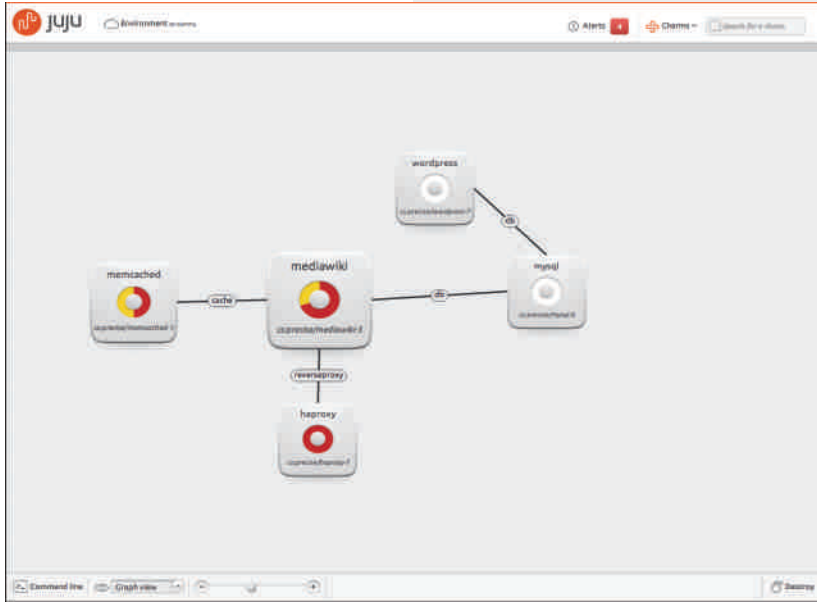 juju
Environment
Alerts 4
Charms
Search for a charm
wordpress
db
mysql
memcached
cache
mediawiki
db
reverseproxy
haproxy
Command line
Graph view
Destroy